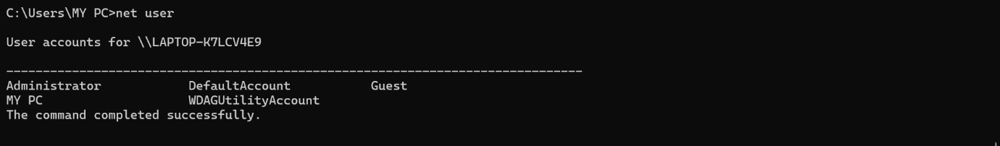 C:\Users\MY PC>net user
User accounts for \\LAPTOP-K7LCV4E9
-------------------------------------------------------------------------------
Administrator            DefaultAccount           Guest
MY PC                    WDAGUtilityAccount
The command completed successfully.